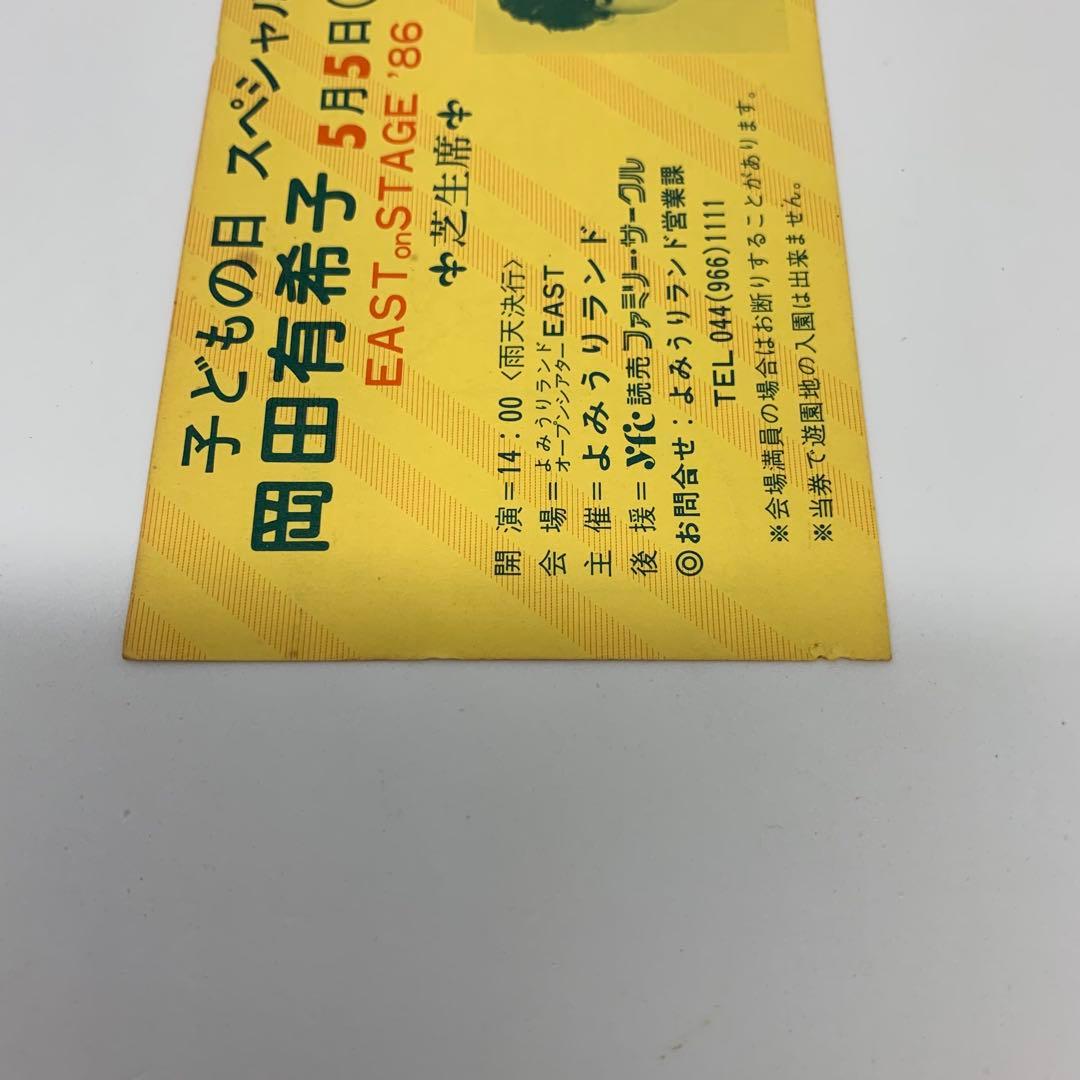 子どもの日 スペシャル
岡田有希子 5月5日(
EAST on STAGE '86
芝生席
開演=14:00〈雨天決行〉
会場=よみうりランド
オープンシアターEAST
主催=よみうりランド
後援=yfc 読売ファミリー・サークル
◎お問合せ:よみうりランド営業課
TEL 044(966)1111
※会場満員の場合はお断りすることがあります。
※当券で遊園地の入園は出来ません。